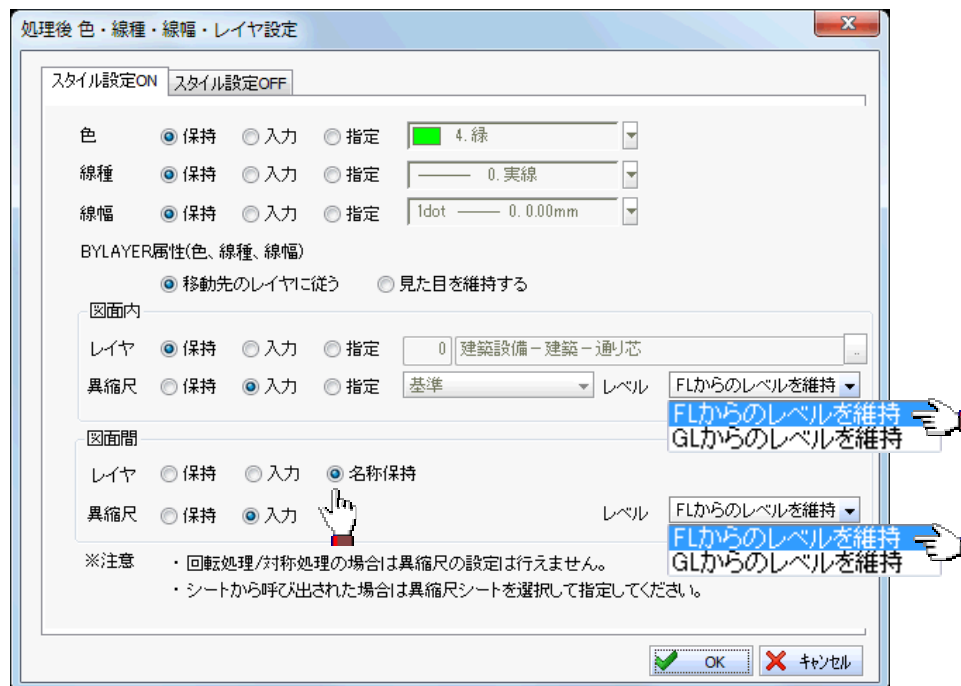 処理後 色・線種・線幅・レイヤ設定
スタイル設定ON スタイル設定OFF
色 保持 入力 指定 4.緑
線種 保持 入力 指定 0.実線
線幅 保持 入力 指定 1dot 0. 0.00mm
BYLAYER属性(色、線種、線幅)
移動先のレイヤに従う 見た目を維持する
図面内
レイヤ 保持 入力 指定 0 建築設備－建築－通り芯 ..
異縮尺 保持 入力 指定 基準 レベル FLからのレベルを維持
FLからのレベルを維持
GLからのレベルを維持
図面間
レイヤ 保持 入力 名称保持
異縮尺 保持 入力 レベル FLからのレベルを維持
FLからのレベルを維持
GLからのレベルを維持
※注意 ・回転処理/対称処理の場合は異縮尺の設定は行えません。
・シートから呼び出された場合は異縮尺シートを選択して指定してください。
OK キャンセル